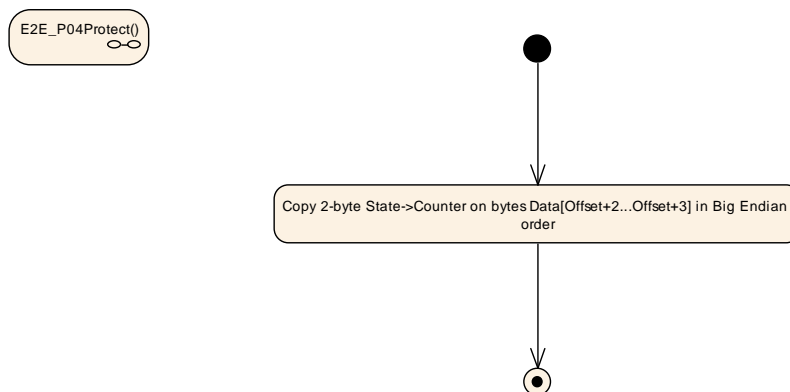 E2E_P04Protect()
Copy 2-byte State->Counter on bytes Data[Offset+2...Offset+3] in Big Endian
order